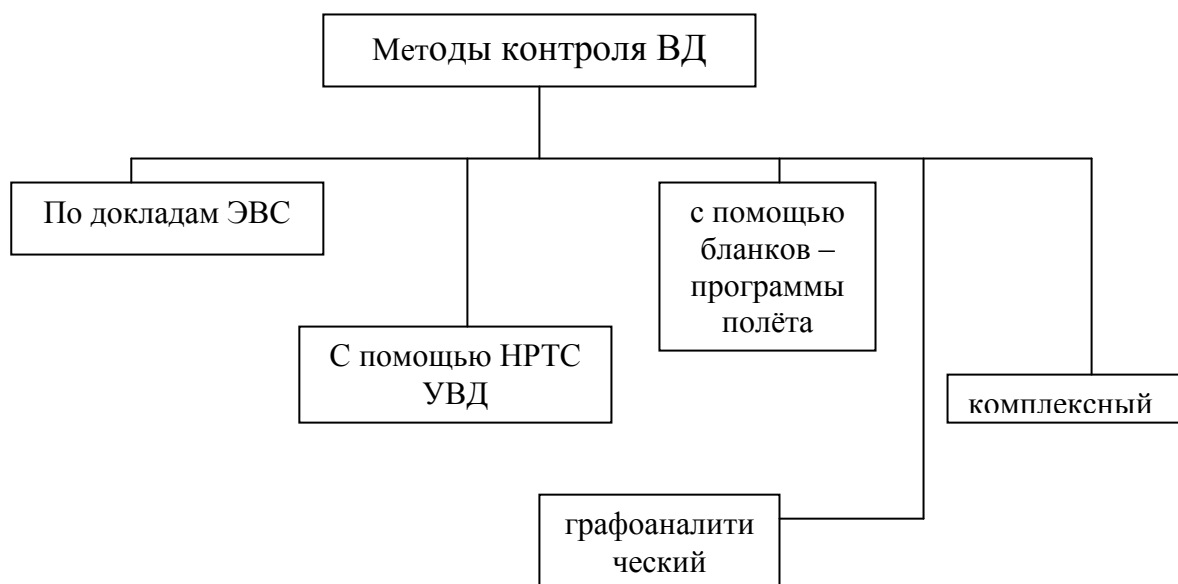 Методы контроля ВД
По докладам ЭВС
с помощью
бланков –
программы
полёта
С помощью НРТС
УВД
комплексный
графоаналити
ческий